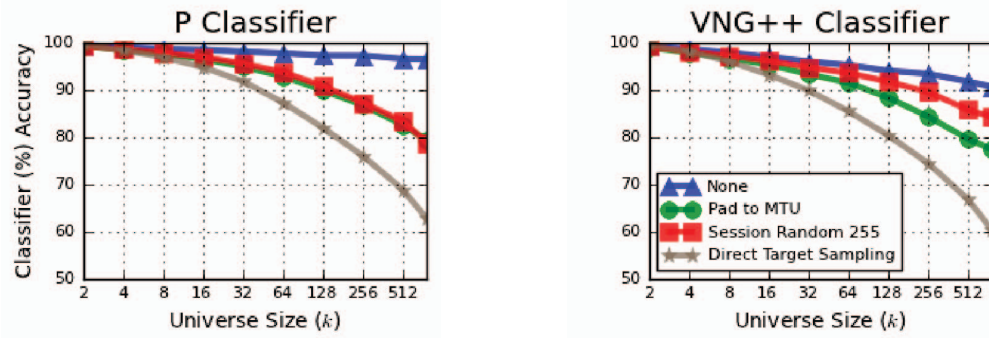 P Classifier
Classifier (%) Accuracy
100
90
80
70
60
50
2 4 8 16 32 64 128 256 512
Universe Size (k)
VNG++ Classifier
100
90
80
70
60
50
None
Pad to MTU
Session Random 255
Direct Target Sampling
2 4 8 16 32 64 128 256 512
Universe Size (k)